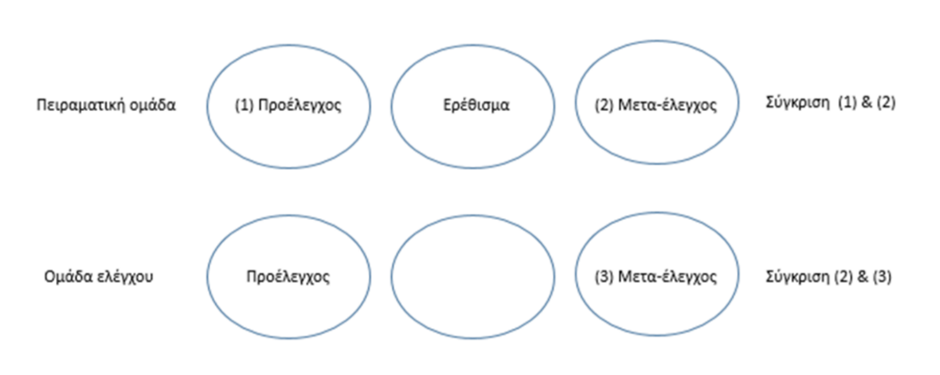 Πειραματική ομάδα (1) Προέλεγχος Ερέθισμα (2) Μετα-έλεγχος Σύγκριση (1) & (2)
Ομάδα ελέγχου Προέλεγχος (3) Μετα-έλεγχος Σύγκριση (2) & (3)